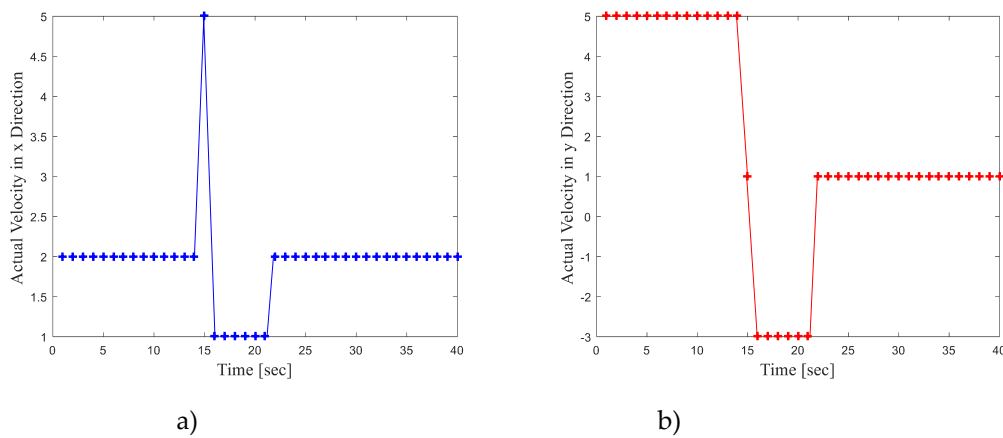 5
4.5
4
3.5
3
2.5
2
1.5
1
0 5 10 15 20 25 30 35 40
Actual Velocity in x Direction
Time [sec]
a)
5
4
3
2
1
0
-1
-2
-3
0 5 10 15 20 25 30 35 40
Actual Velocity in y Direction
Time [sec]
b)